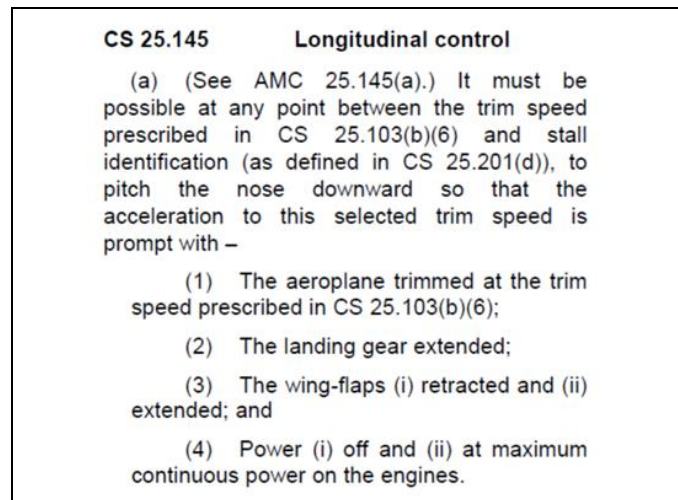 CS 25.145 Longitudinal control
(a) (See AMC 25.145(a).) It must be
possible at any point between the trim speed
prescribed in CS 25.103(b)(6) and stall
identification (as defined in CS 25.201(d)), to
pitch the nose downward so that the
acceleration to this selected trim speed is
prompt with –
(1) The aeroplane trimmed at the trim
speed prescribed in CS 25.103(b)(6);
(2) The landing gear extended;
(3) The wing-flaps (i) retracted and (ii)
extended; and
(4) Power (i) off and (ii) at maximum
continuous power on the engines.